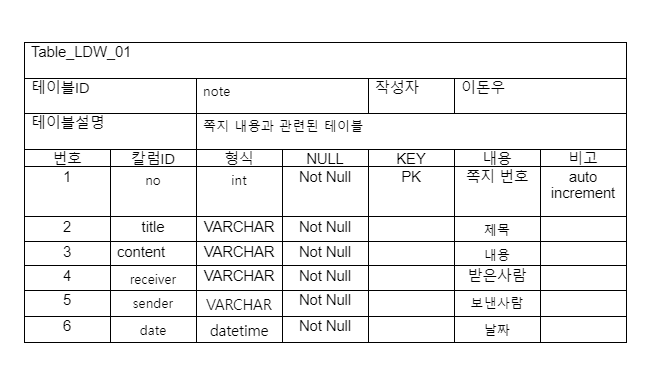 Table_LDW_01
테이블ID note 작성자 이돈우
테이블설명 쪽지 내용과 관련된 테이블
번호 칼럼ID 형식 NULL KEY 내용 비고
1 no int Not Null PK 쪽지 번호 auto
increment
2 title VARCHAR Not Null 제목
3 content VARCHAR Not Null 내용
4 receiver VARCHAR Not Null 받은사람
5 sender VARCHAR Not Null 보낸사람
6 date datetime Not Null 날짜